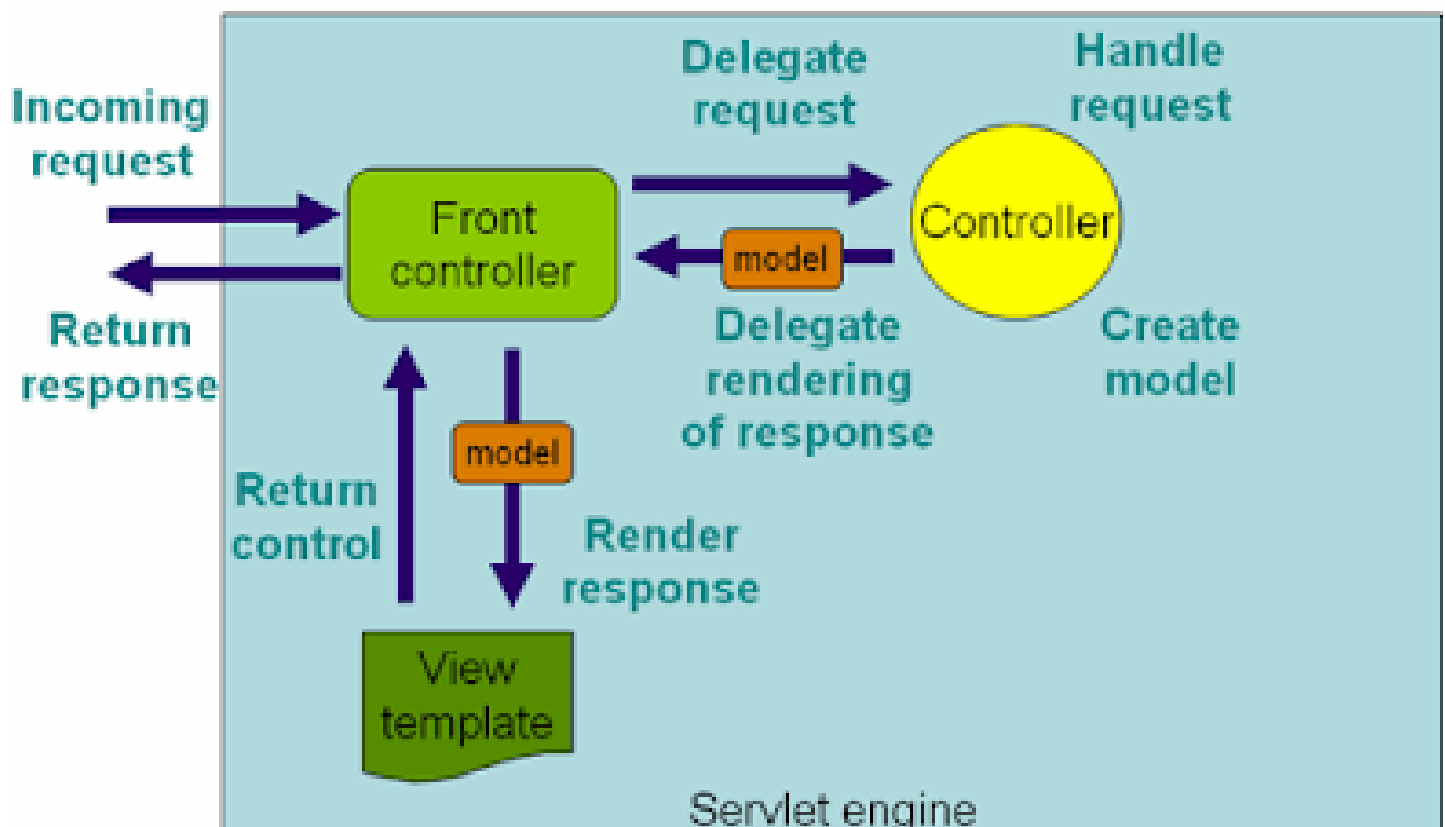 Incoming
request
Return
response
Front
controller
Delegate
request
Handle
request
Controller
model
Delegate
rendering
of response
Create
model
model
Return
control
Render
response
View
template
Servlet engine